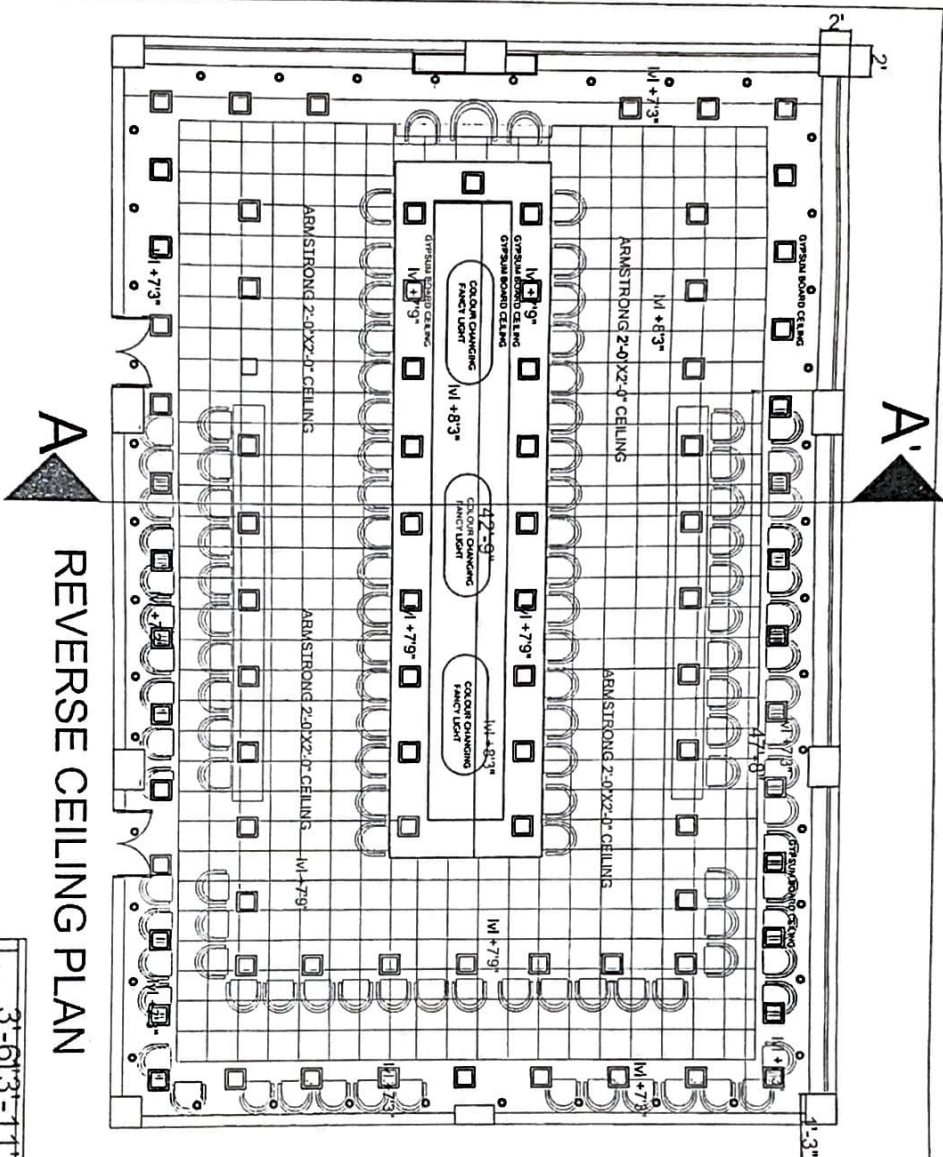 2'
2'
lvl +7'3"
GYPSUM BOARD CEILING
lvl +8'3"
ARMSTRONG 2'-0"X2'-0" CEILING
A'
GYPSUM BOARD CEILING
GYPSUM BOARD CEILING
COLOUR CHANGING
FANCY LIGHT
lvl +8'3"
42'-9"
COLOUR CHANGING
FANCY LIGHT
COLOUR CHANGING
FANCY LIGHT
lvl +8'3"
lvl +7'9"
lvl +7'9"
ARMSTRONG 2'-0"X2'-0" CEILING
47'-8"
lvl +7'3"
GYPSUM BOARD CEILING
ARMSTRONG 2'-0"X2'-0" CEILING
lvl +7'3"
A
ARMSTRONG 2'-0"X2'-0" CEILING
lvl +7'9"
lvl +7'9"
lvl +7'3"
lvl +7'3"
1'-3"
REVERSE CEILING PLAN